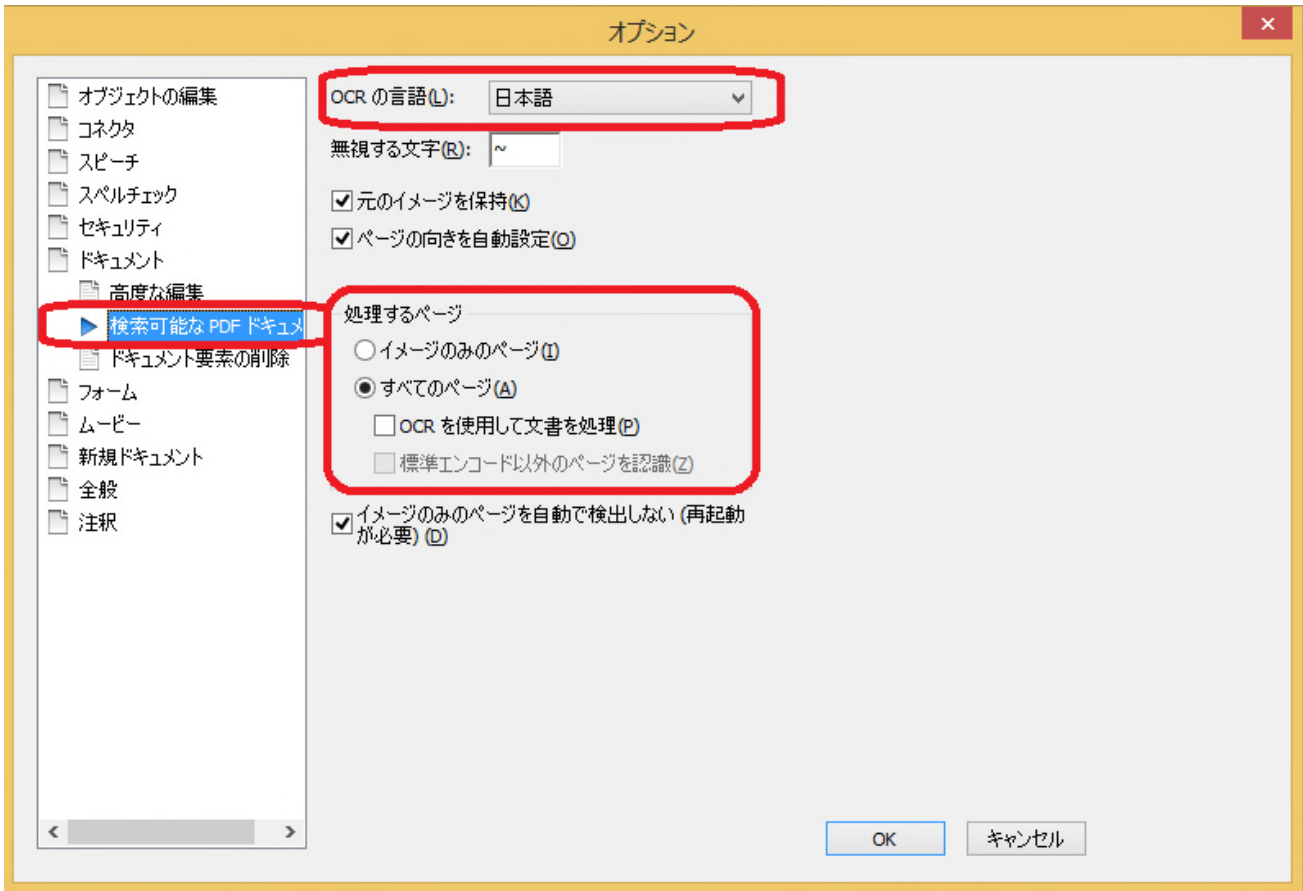 オプション
オブジェクトの編集
コネクタ
スピーチ
スペルチェック
セキュリティ
ドキュメント
高度な編集
検索可能な PDF ドキュメ
ドキュメント要素の削除
フォーム
ムービー
新規ドキュメント
全般
注釈
OCR の言語(L): 日本語
無視する文字(R): ~
元のイメージを保持(K)
ページの向きを自動設定(O)
処理するページ
イメージのみのページ(I)
すべてのページ(A)
OCR を使用して文書を処理(P)
標準エンコード以外のページを認識(Z)
イメージのみのページを自動で検出しない (再起動
が必要) (D)
OK キャンセル